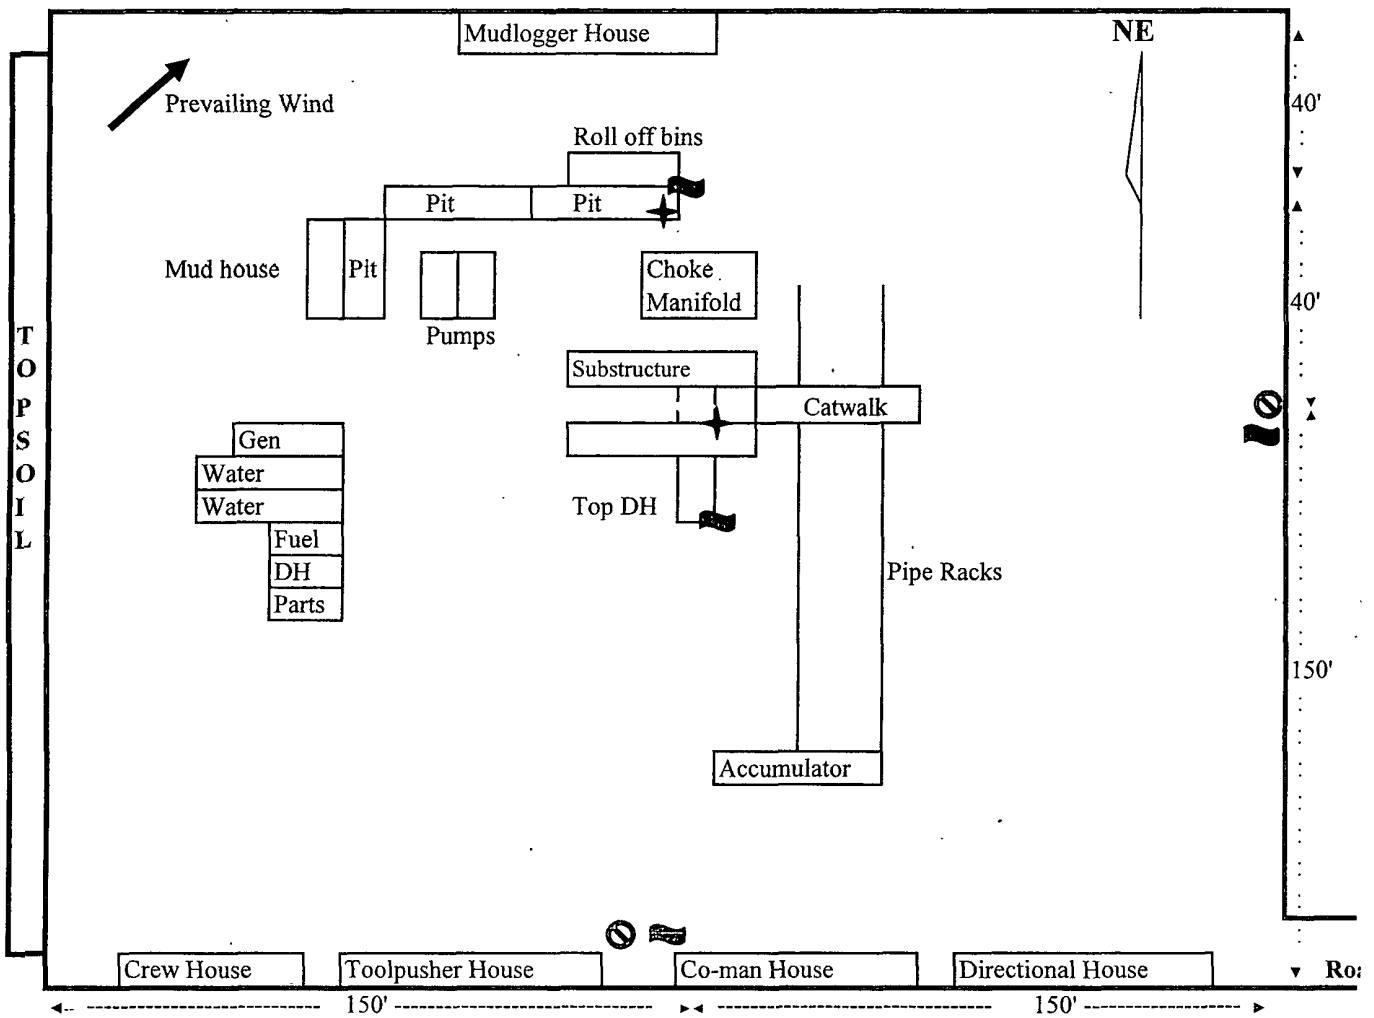 Mudlogger House
NE
Prevailing Wind
40'
Roll off bins
Pit
Pit
Mud house
Pit
Choke
Manifold
40'
Pumps
TOPSOIL
Substructure
Catwalk
Gen
Water
Water
Top DH
Fuel
DH
Parts
Pipe Racks
150'
Accumulator
Crew House
Toolpusher House
Co-man House
Directional House
150'
150'